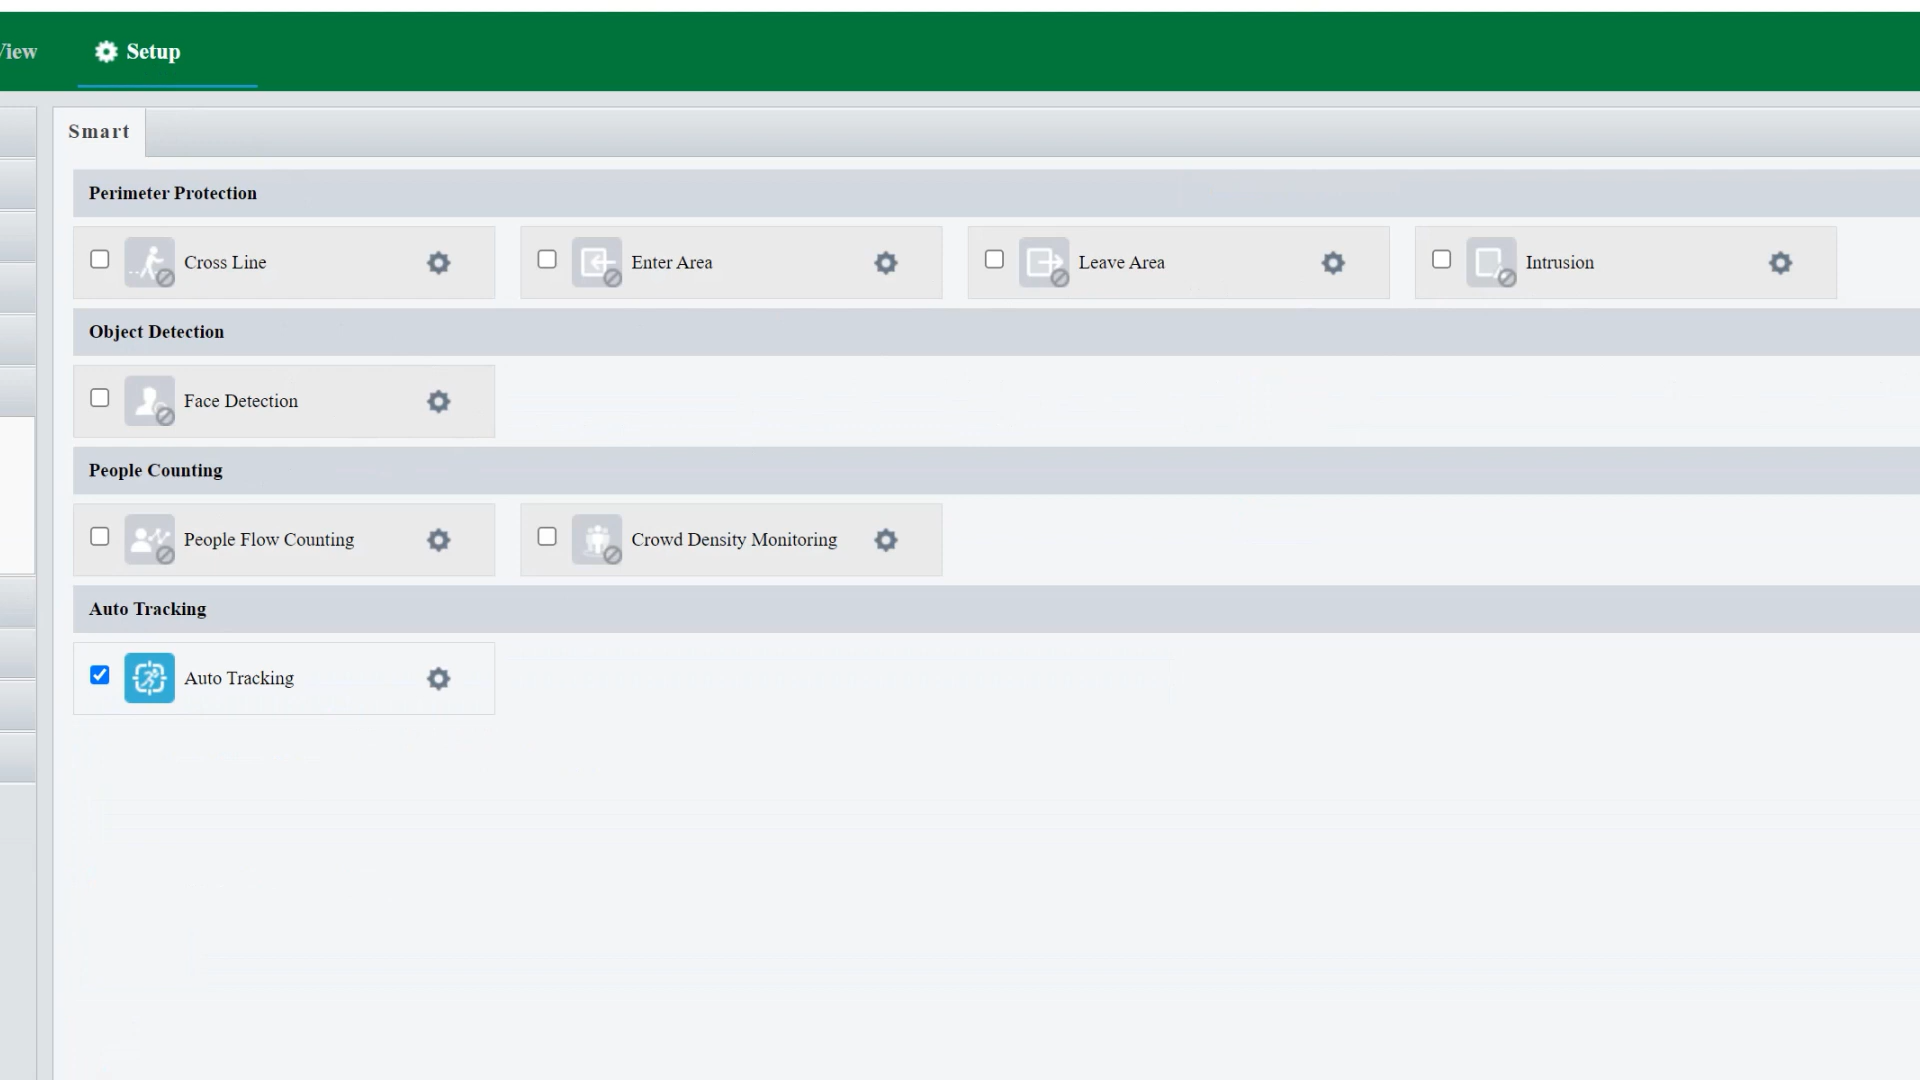 View
Setup
Smart
Perimeter Protection
Cross Line
Enter Area
Leave Area
Intrusion
Object Detection
Face Detection
People Counting
People Flow Counting
Crowd Density Monitoring
Auto Tracking
Auto Tracking